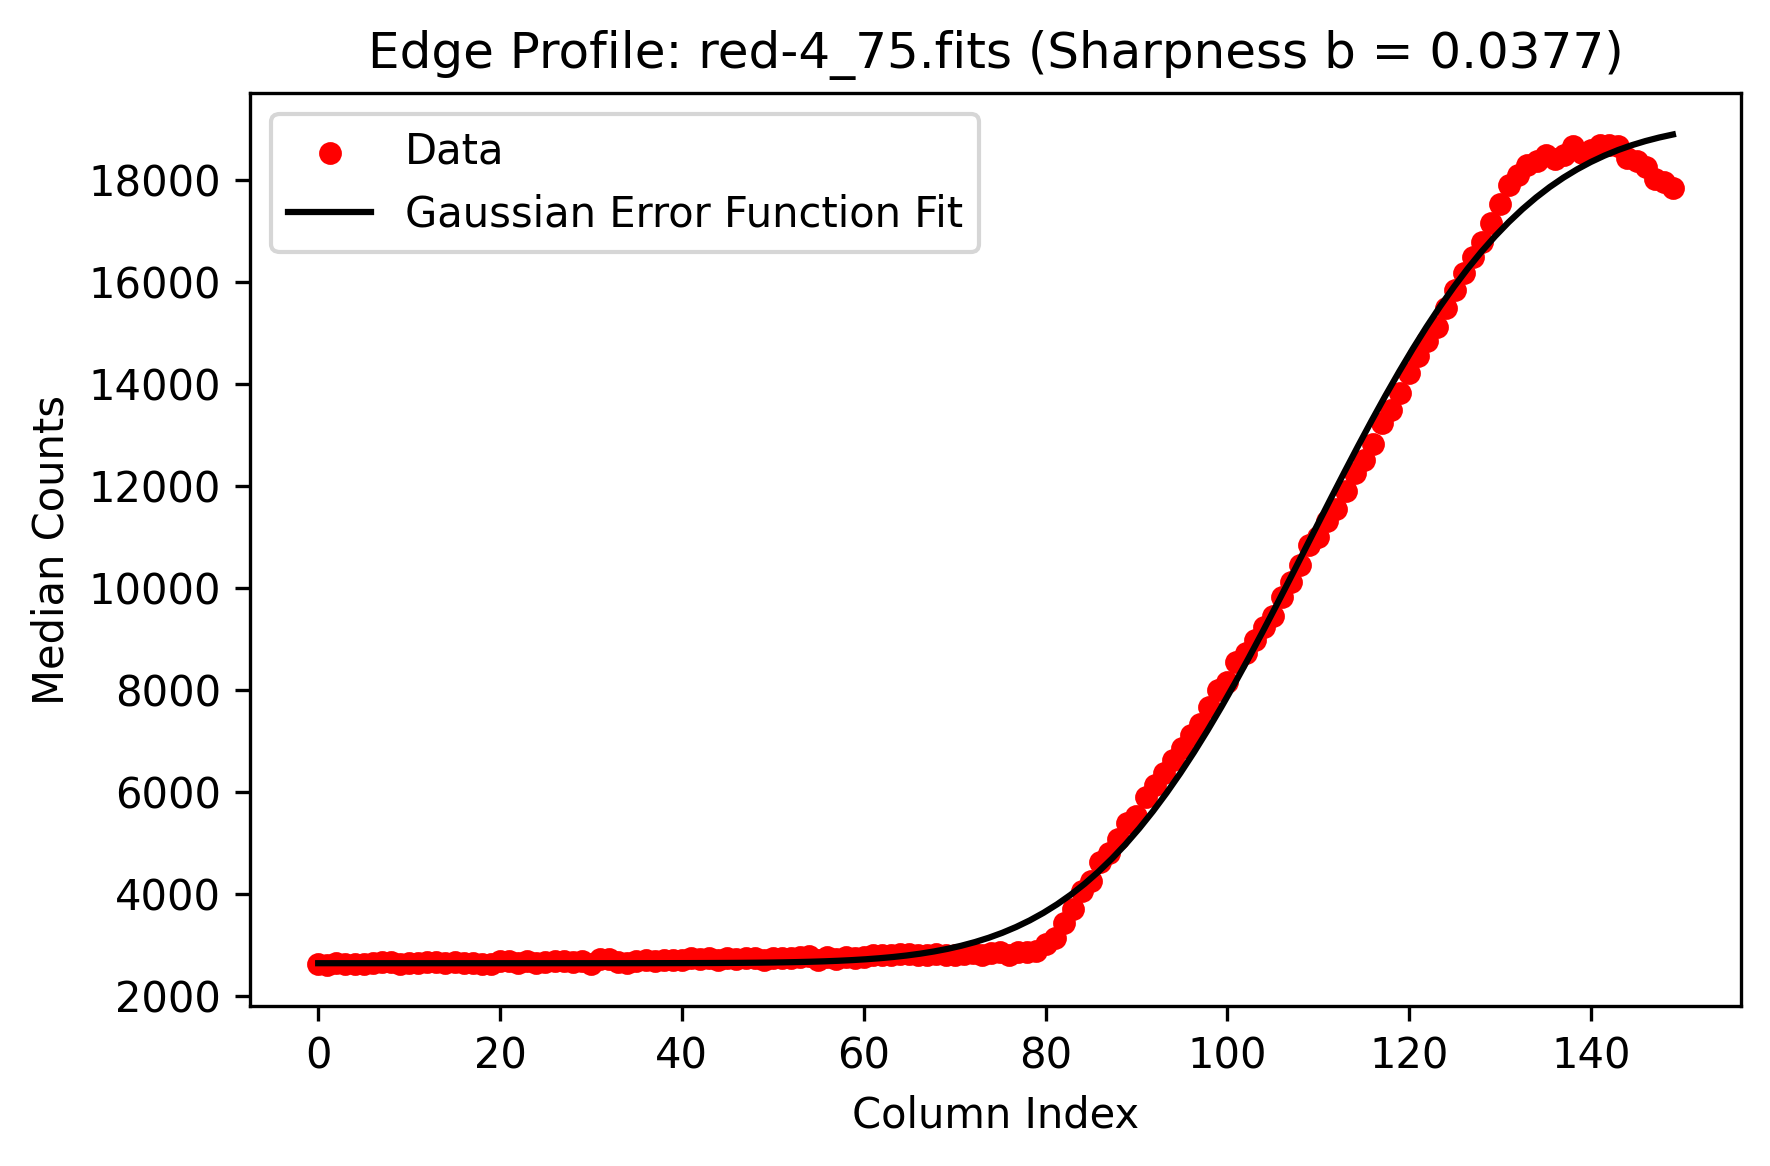 Edge Profile: red-4_75.fits (Sharpness b = 0.0377)
Data
Gaussian Error Function Fit
18000
16000
14000
12000
10000
8000
6000
4000
2000
Median Counts
0 20 40 60 80 100 120 140
Column Index